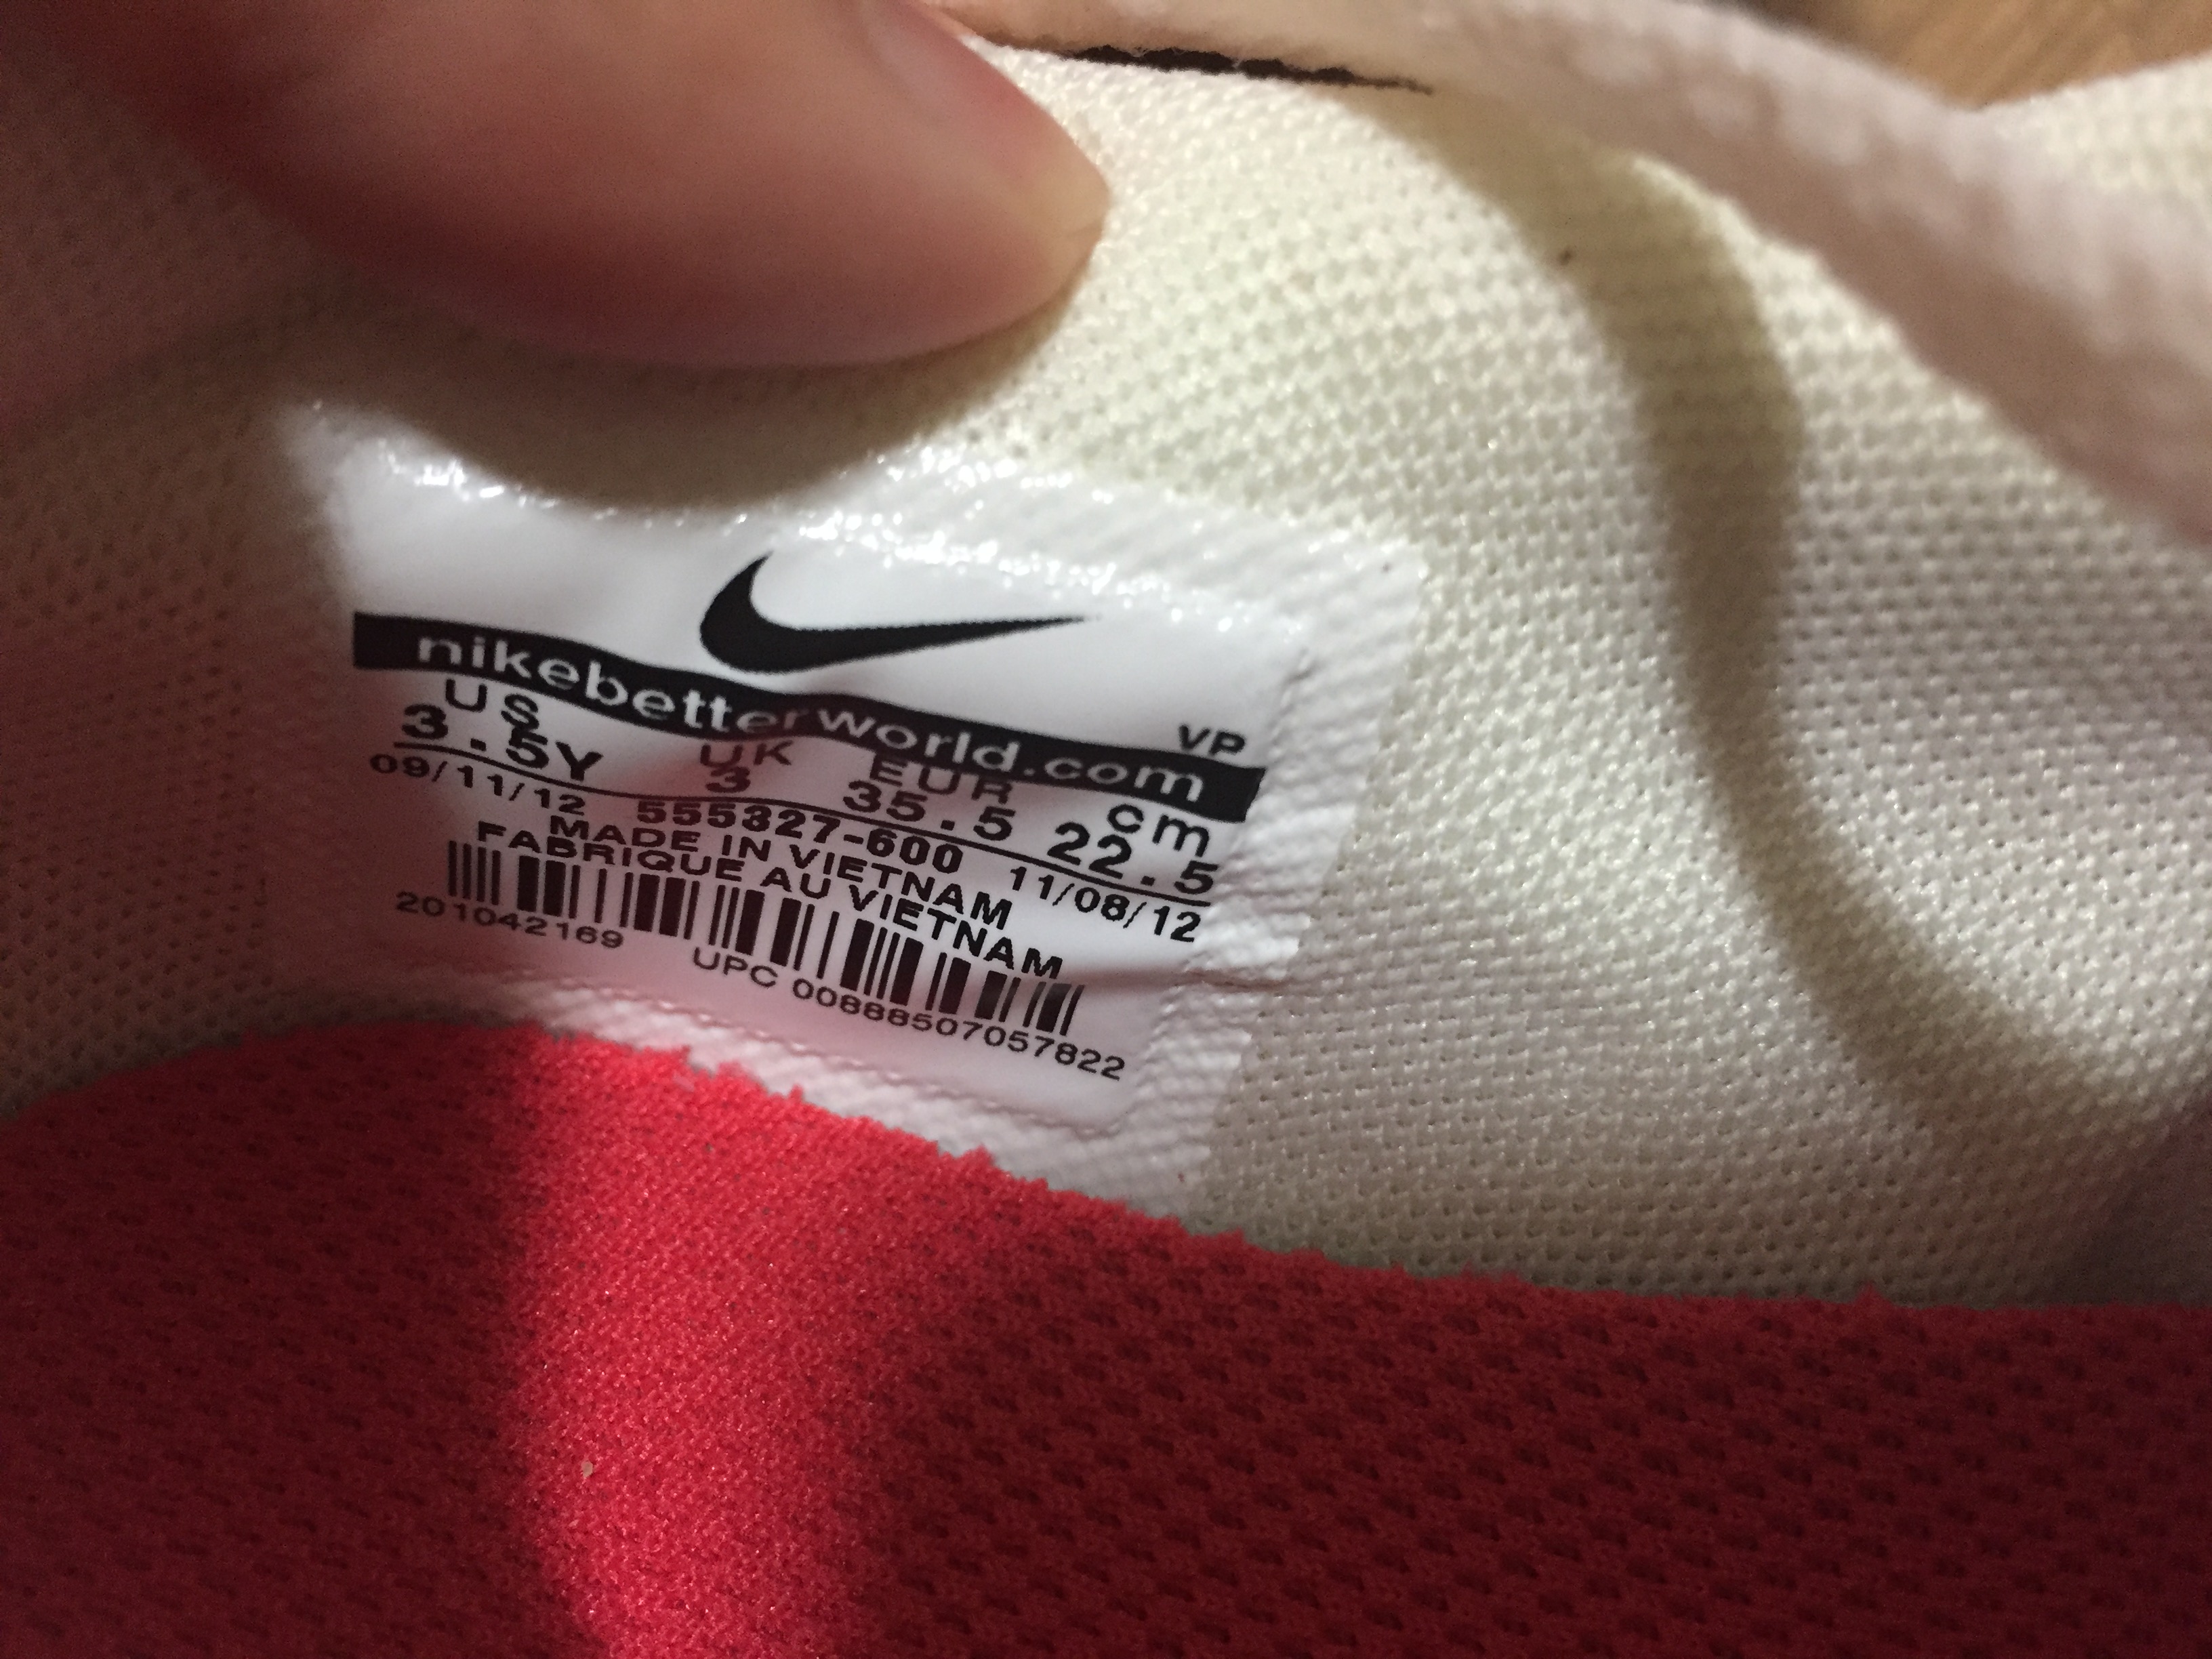 nikebetterworld.com
VP
US UK EUR cm
3.5Y 3 35.5 22.5
09/11/12 555327-600 11/08/12
MADE IN VIETNAM
FABRIQUE AU VIETNAM
201042169 UPC 00888507057822